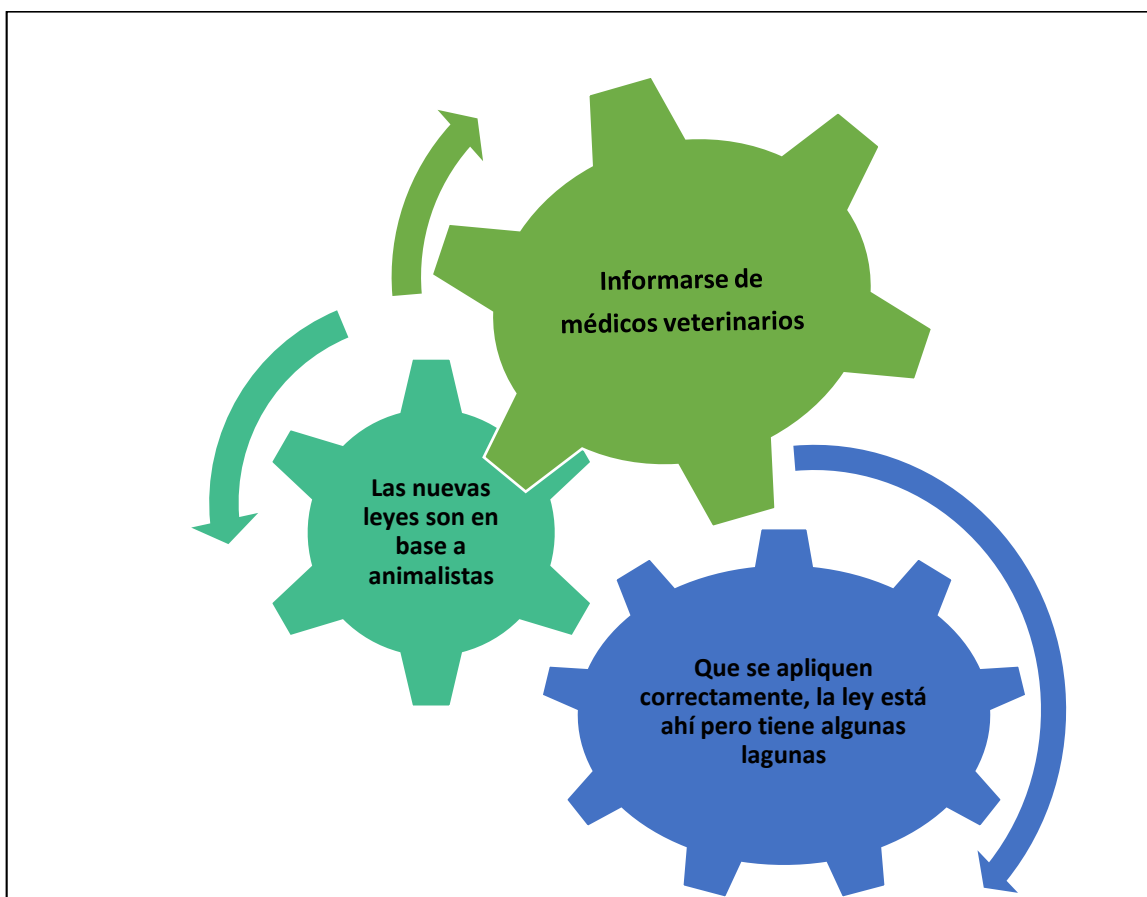 Informarse de
médicos veterinarios
Las nuevas
leyes son en
base a
animalistas
Que se apliquen
correctamente, la ley está
ahí pero tiene algunas
lagunas